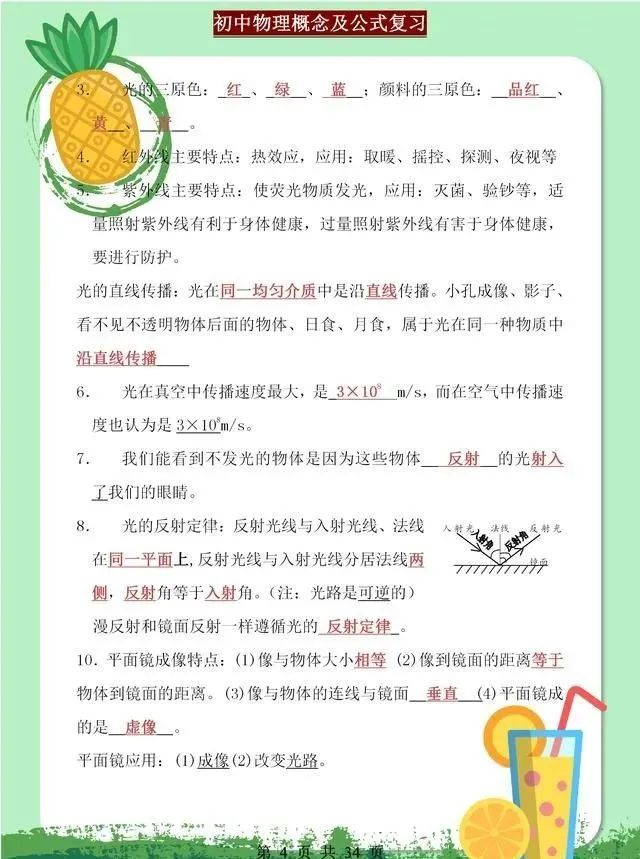 初中物理概念及公式复习
3. 光的三原色：红、绿、蓝；颜料的三原色：品红、
黄、青。
4. 红外线主要特点：热效应，应用：取暖、摇控、探测、夜视等
5. 紫外线主要特点：使荧光物质发光，应用：灭菌、验钞等，适
量照射紫外线有利于身体健康，过量照射紫外线有害于身体健康，
要进行防护。
光的直线传播：光在同一均匀介质中是沿直线传播。小孔成像、影子、
看不见不透明物体后面的物体、日食、月食，属于光在同一种物质中
沿直线传播
6. 光在真空中传播速度最大，是 3×10⁸ m/s，而在空气中传播速
度也认为是 3×10⁸m/s。
7. 我们能看到不发光的物体是因为这些物体 反射 的光射入
了我们的眼睛。
8. 光的反射定律：反射光线与入射光线、法线
在同一平面上,反射光线与入射光线分居法线两
侧，反射角等于入射角。（注：光路是可逆的）
入射光 法线 反射光
入射角 反射角
镜面
漫反射和镜面反射一样遵循光的 反射定律 。
10. 平面镜成像特点：(1)像与物体大小相等 (2)像到镜面的距离等于
物体到镜面的距离。(3)像与物体的连线与镜面 垂直 (4)平面镜成
的是 虚像 。
平面镜应用：(1)成像(2)改变光路。
第 4 页 共 34 页